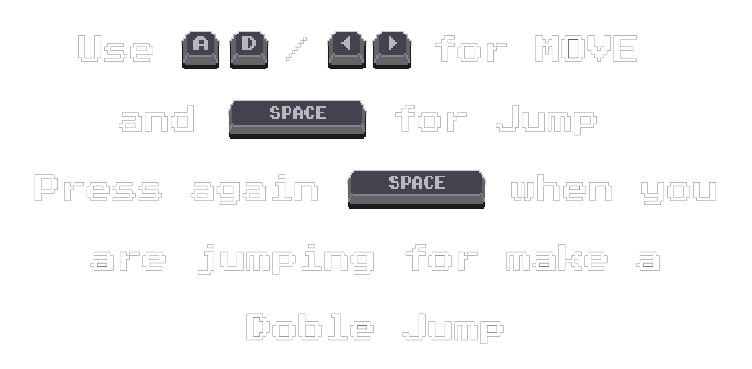 Use A D / ◀ ▶ for MOVE
and SPACE for Jump
Press again SPACE when you
are jumping for make a
Doble Jump